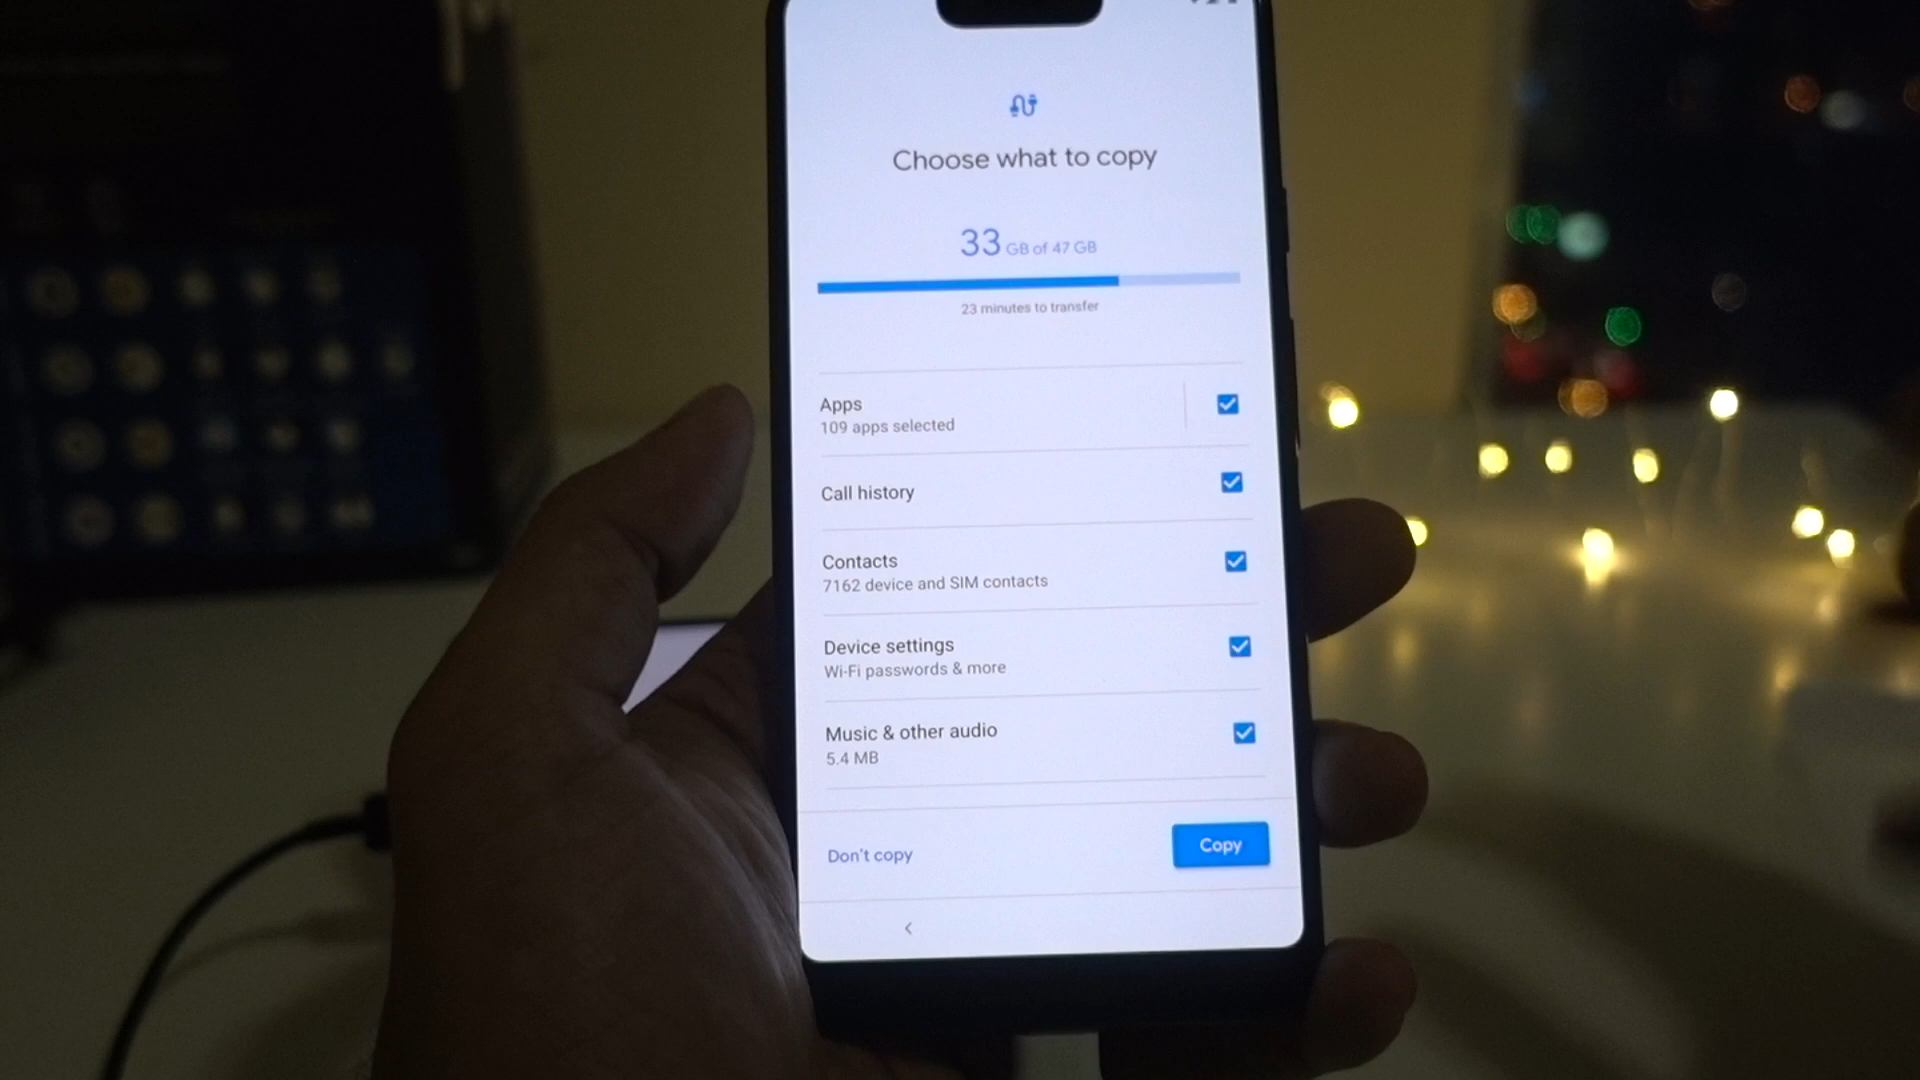 Choose what to copy
33 GB of 47 GB
23 minutes to transfer
Apps
109 apps selected
Call history
Contacts
7162 device and SIM contacts
Device settings
Wi-Fi passwords & more
Music & other audio
5.4 MB
Don't copy
Copy